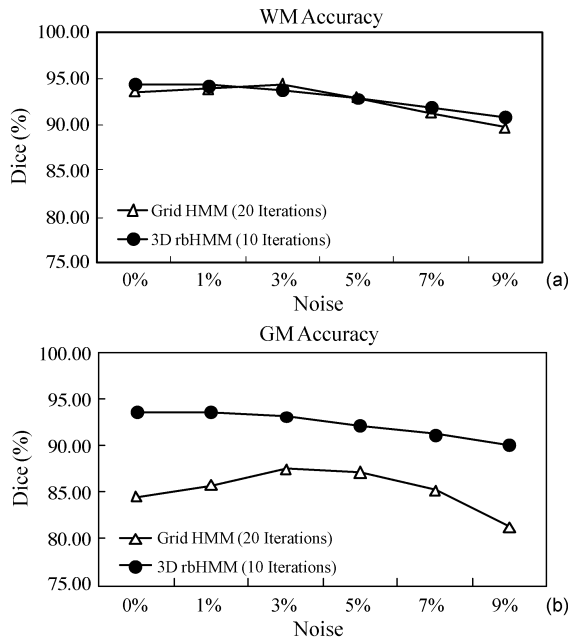 WM Accuracy
100.00
95.00
90.00
85.00
80.00
75.00
Dice (%)
Grid HMM (20 Iterations)
3D rbHMM (10 Iterations)
0% 1% 3% 5% 7% 9%
Noise
(a)
GM Accuracy
100.00
95.00
90.00
85.00
80.00
75.00
Dice (%)
Grid HMM (20 Iterations)
3D rbHMM (10 Iterations)
0% 1% 3% 5% 7% 9%
Noise
(b)